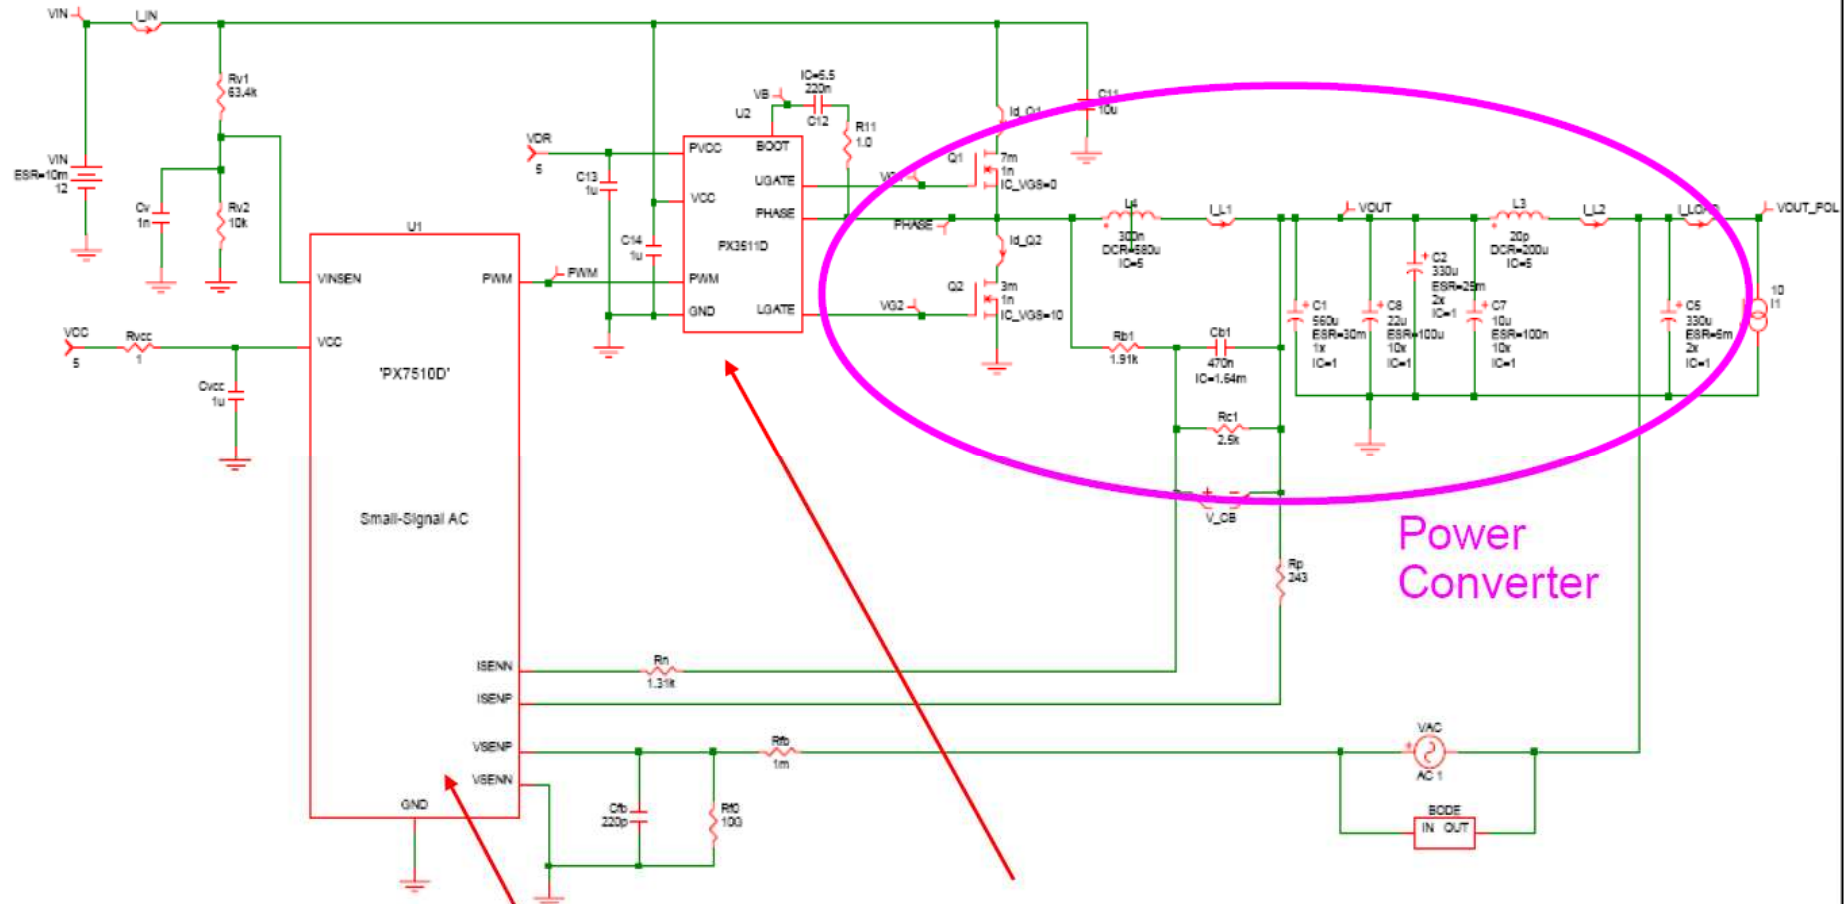 VIN
I_IN
Rv1
63.4k
VIN
ESR=10m
12
Cv
1n
Rv2
10k
U1
VINSEN
PWM
PWM
VCC
5
Rvcc
1
VCC
Cvcc
1u
'PX7510D'
Small-Signal AC
ISENN
ISENP
VSENP
VSENN
GND
VDR
5
C13
1u
C14
1u
U2
VB
IC=5.5
220n
C12
R11
1.0
PVCC
BOOT
UGATE
VCC
PHASE
PX3511D
PWM
LGATE
GND
VG2
PHASE
Id_Q1
C11
10u
Q1
7m
1n
IC_VGS=0
Id_Q2
Q2
3m
1n
IC_VGS=10
L4
300n
DCR=580u
IC=5
I_L1
VOUT
L3
20p
DCR=200u
IC=5
I_L2
I_LOAD
VOUT_POL
Rb1
1.91k
Cb1
470n
IC=1.54m
Rc1
2.5k
V_CB
C1
560u
ESR=30m
1x
IC=1
C6
22u
ESR=100u
10x
IC=1
C2
330u
ESR=25m
2x
IC=1
C7
10u
ESR=100n
10x
IC=1
C5
330u
ESR=6m
2x
IC=1
10
I1
Power
Converter
Rp
243
Rn
1.31k
Rfb
1m
Cfb
220p
Rf0
10G
VAC
AC 1
BODE
IN OUT